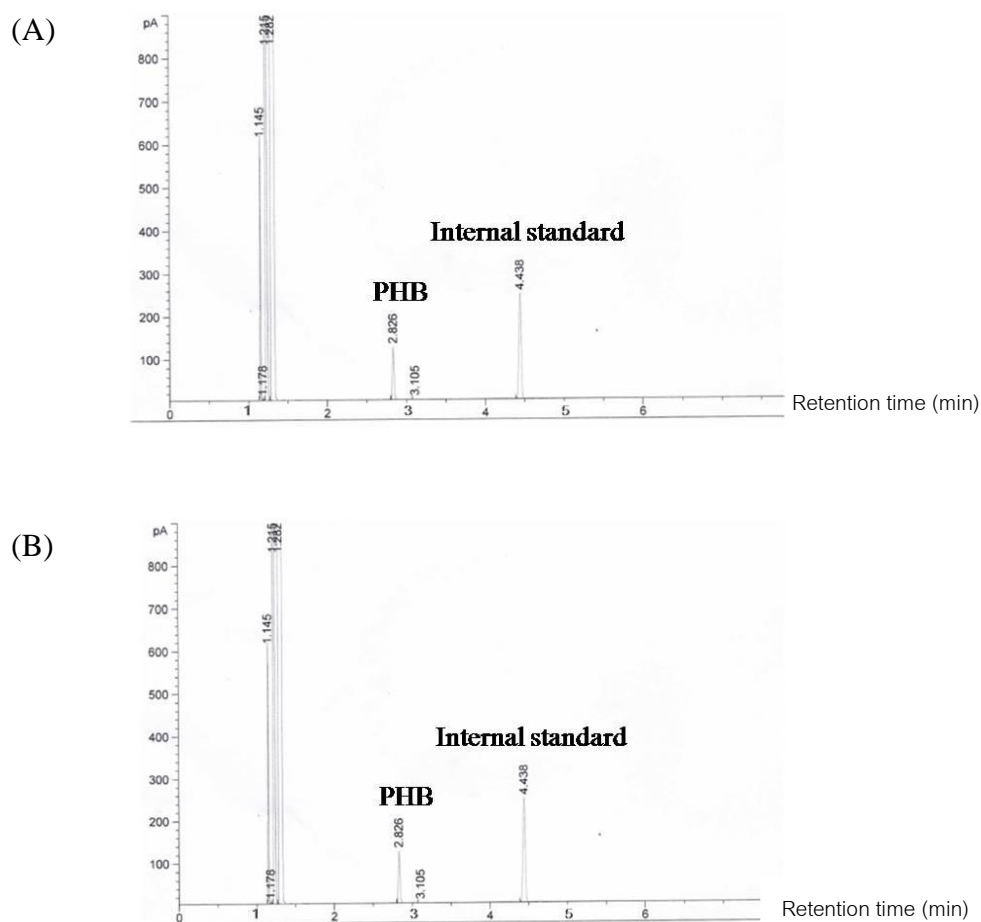 (A)
pA
800
700
600
500
400
300
200
100
1.145
1.178
1.215
1.282
PHB
2.826
3.105
Internal standard
4.438
0 1 2 3 4 5 6
Retention time (min)
(B)
pA
800
700
600
500
400
300
200
100
1.145
1.178
1.215
1.282
PHB
2.826
3.105
Internal standard
4.438
0 1 2 3 4 5 6
Retention time (min)